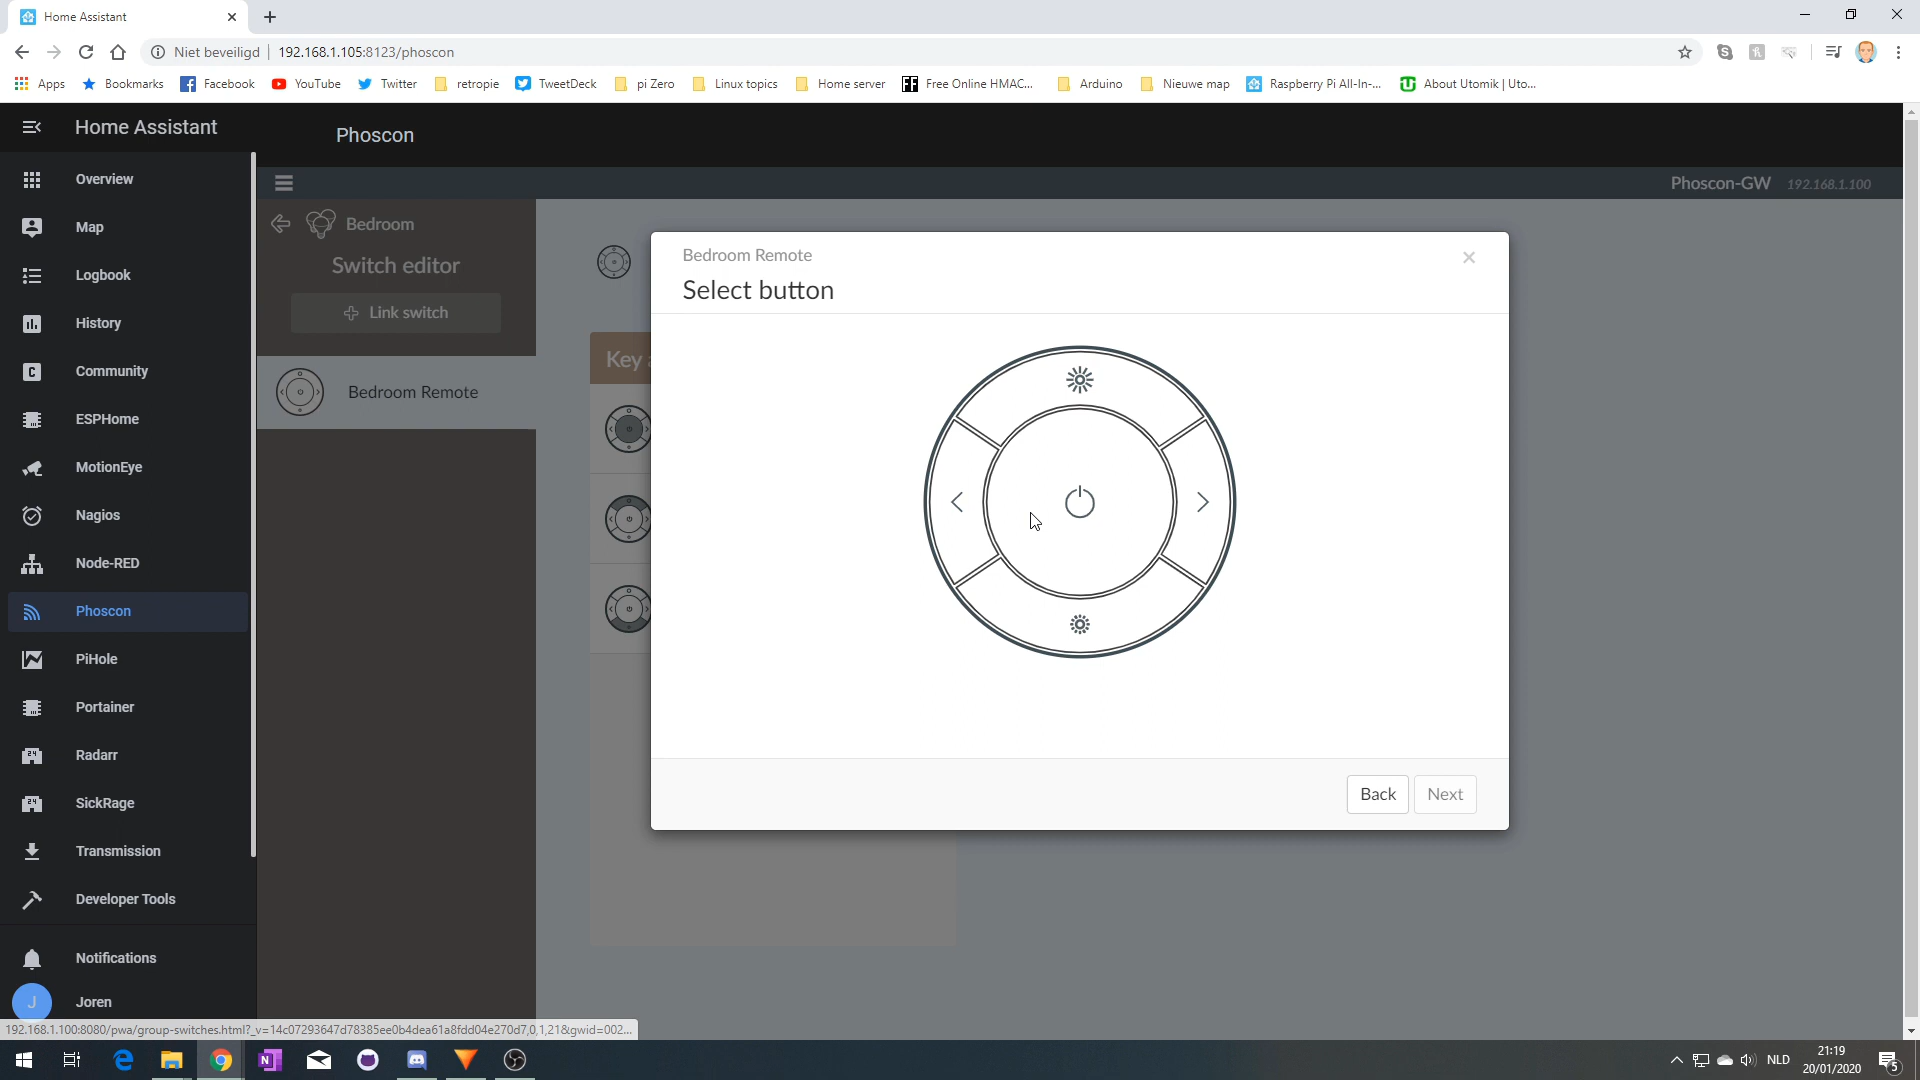 Home Assistant
Niet beveiligd | 192.168.1.105:8123/phoscon
Apps Bookmarks Facebook YouTube Twitter retropie TweetDeck pi Zero Linux topics Home server Free Online HMAC... Arduino Nieuwe map Raspberry Pi All-In-... About Utomik | Uto...
Home Assistant
Phoscon
Overview
Map
Logbook
History
Community
ESPHome
MotionEye
Nagios
Node-RED
Phoscon
PiHole
Portainer
Radarr
SickRage
Transmission
Developer Tools
Notifications
J Joren
Phoscon-GW 192.168.1.100
Bedroom
Switch editor
Link switch
Bedroom Remote
Key
Bedroom Remote
Select button
Back Next
192.168.1.100:8080/pwa/group-switches.html?_v=14c07293647d78385ee0b4dea61a8fdd04e270d7,0,1,21&gwid=002...
NLD
21:19
20/01/2020
5